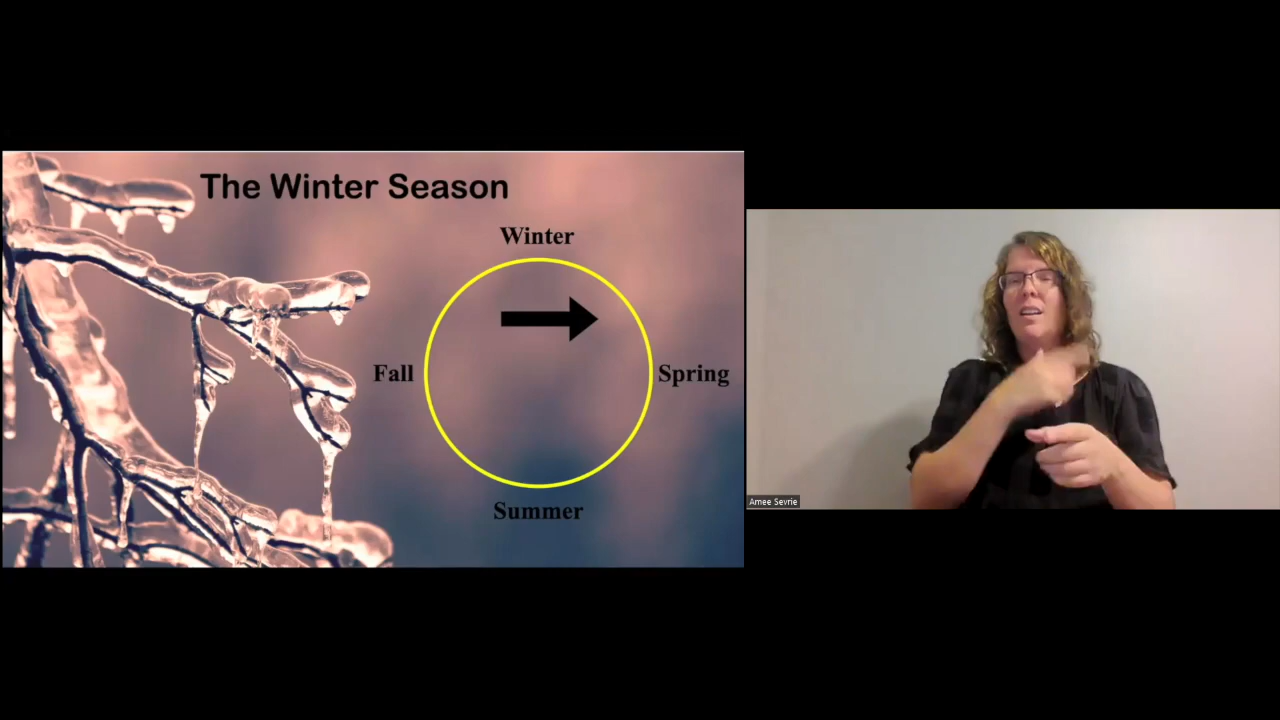 The Winter Season
Winter
Fall
Spring
Summer
Amee Sevrie